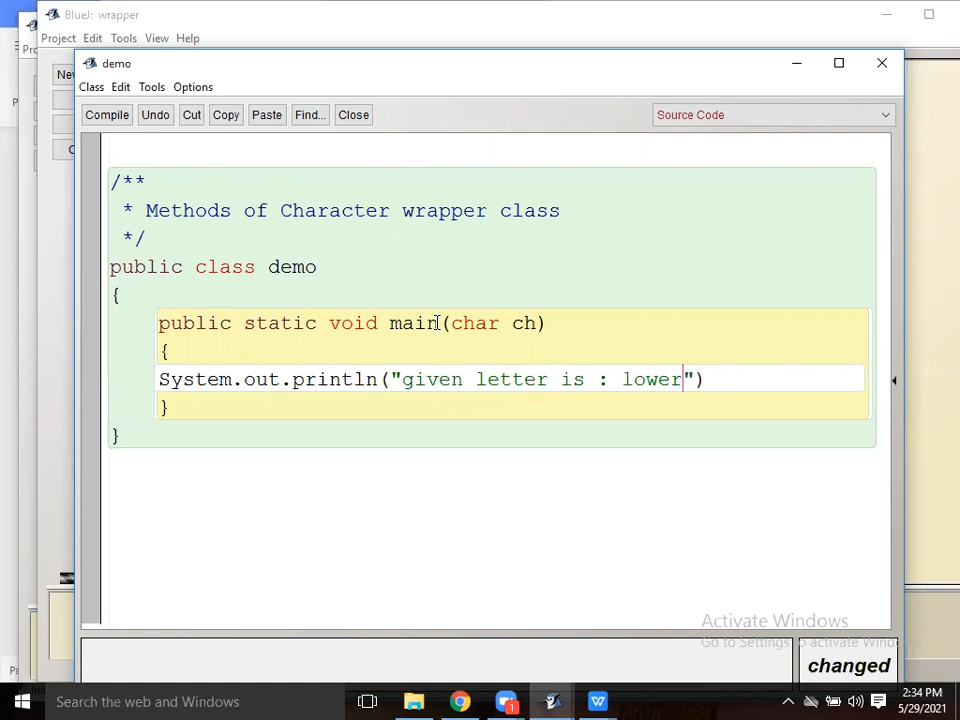 BlueJ: wrapper
Project Edit Tools View Help
demo
Class Edit Tools Options
Compile Undo Cut Copy Paste Find... Close Source Code
/**
* Methods of Character wrapper class
*/
public class demo
{
public static void main(char ch)
{
System.out.println("given letter is : lower")
}
}
Activate Windows
Go to Settings to activate Windows.
changed
Search the web and Windows
1
2:34 PM
5/29/2021